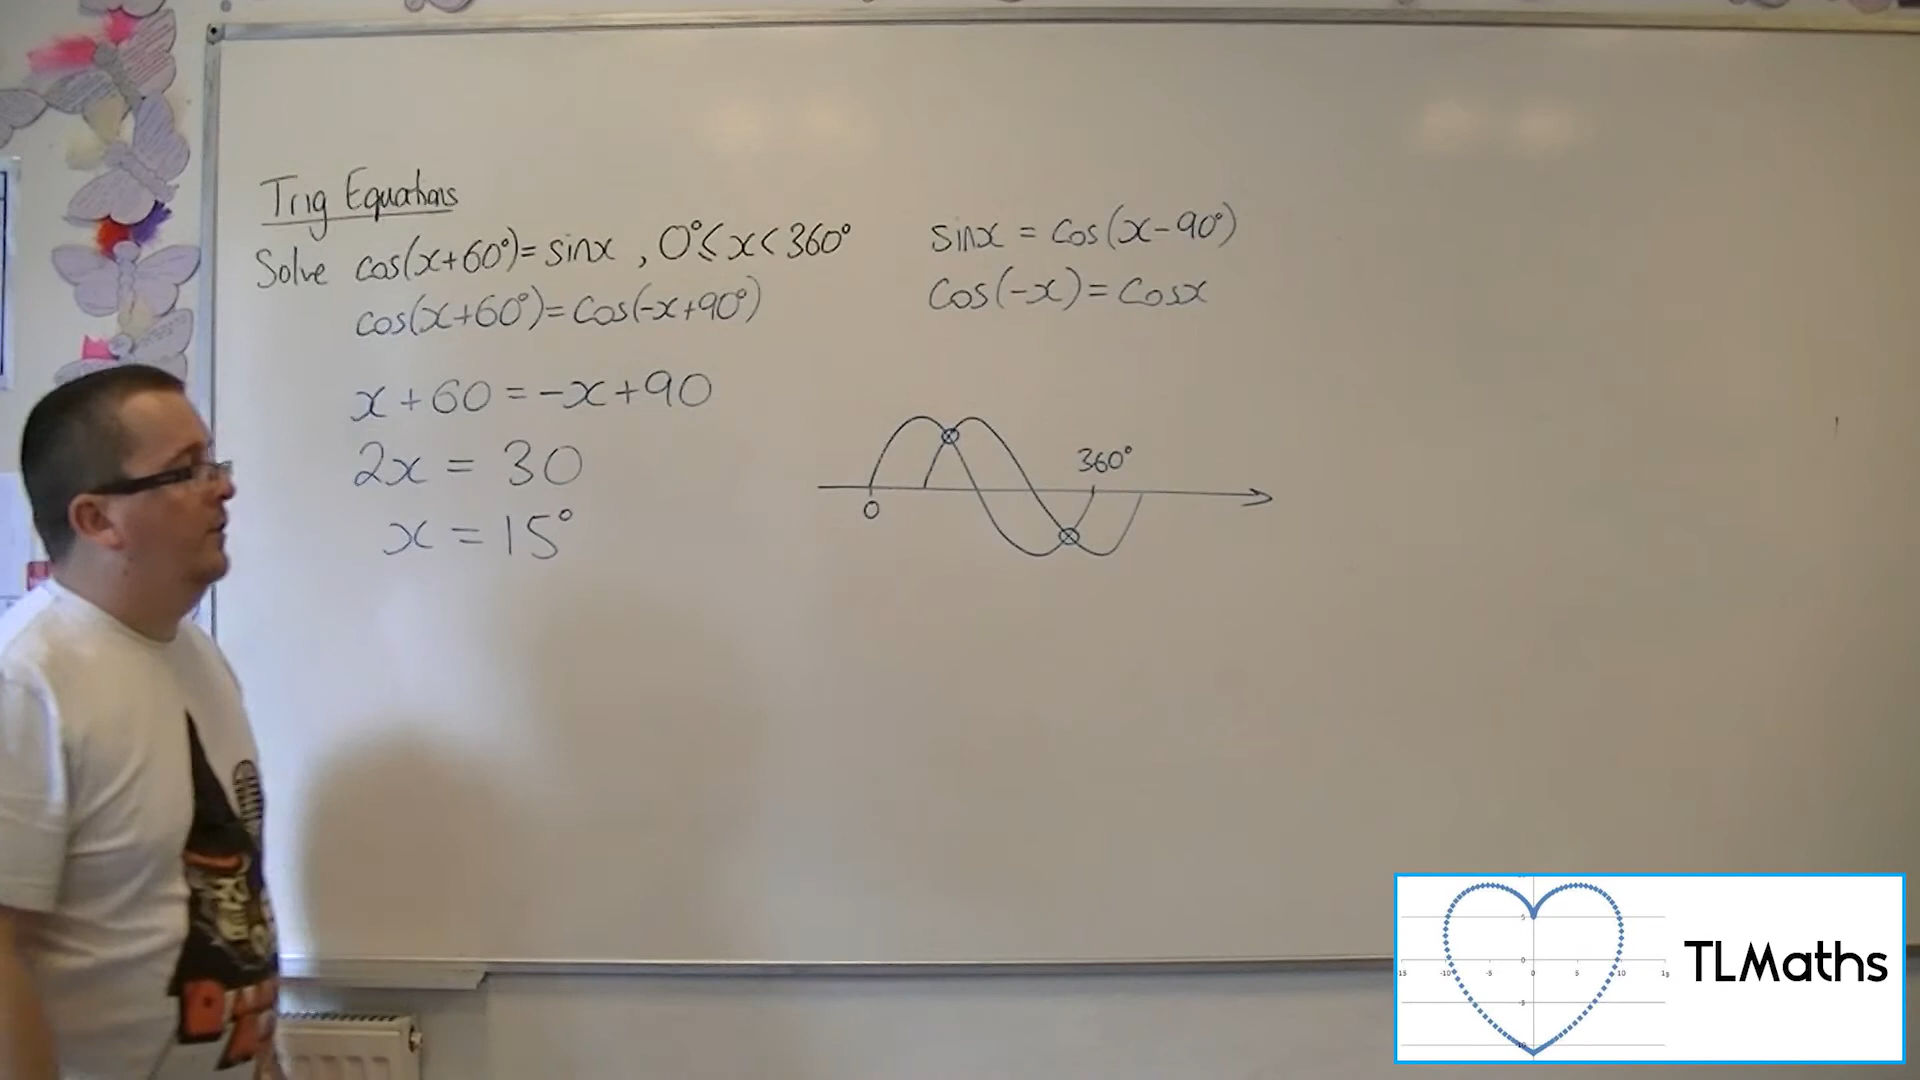 Trig Equations
Solve cos(x+60°)=sinx , 0°≤x<360°
cos(x+60°)=cos(-x+90°)
x+60=-x+90
2x = 30
x = 15°
sinx = cos(x-90°)
cos(-x)=cosx
360°
0
TLMaths